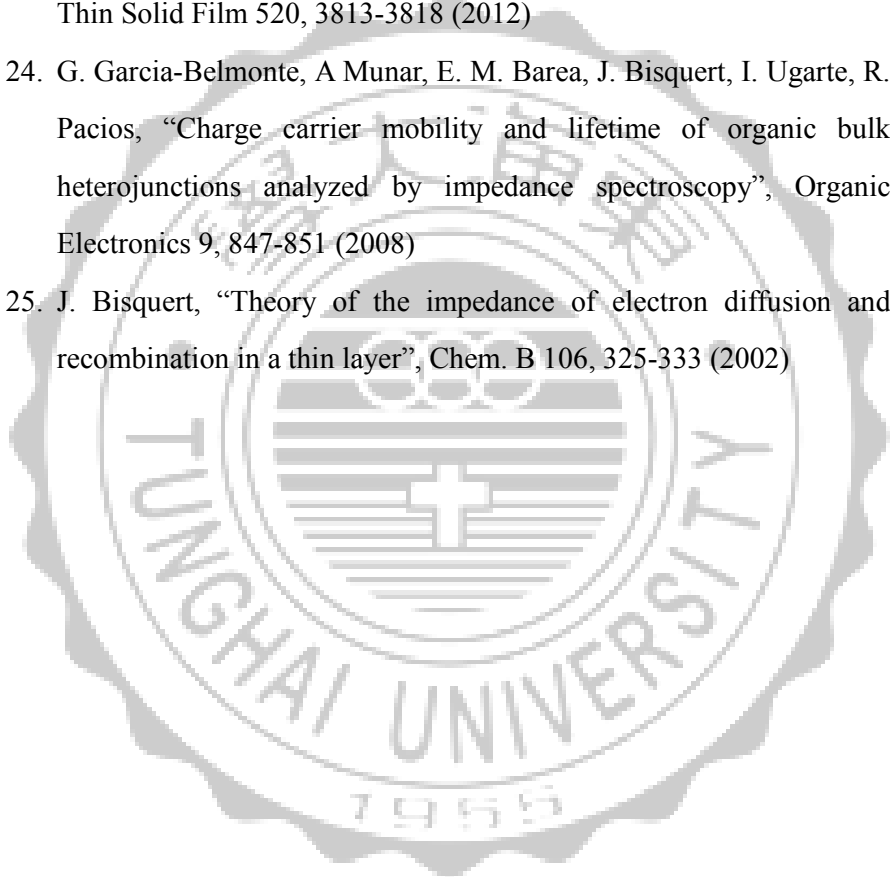 Thin Solid Film 520, 3813-3818 (2012)
24. G. Garcia-Belmonte, A Munar, E. M. Barea, J. Bisquert, I. Ugarte, R.
Pacios, “Charge carrier mobility and lifetime of organic bulk
heterojunctions analyzed by impedance spectroscopy”, Organic
Electronics 9, 847-851 (2008)
25. J. Bisquert, “Theory of the impedance of electron diffusion and
recombination in a thin layer”, Chem. B 106, 325-333 (2002)
TUNGHAI UNIVERSITY
1955